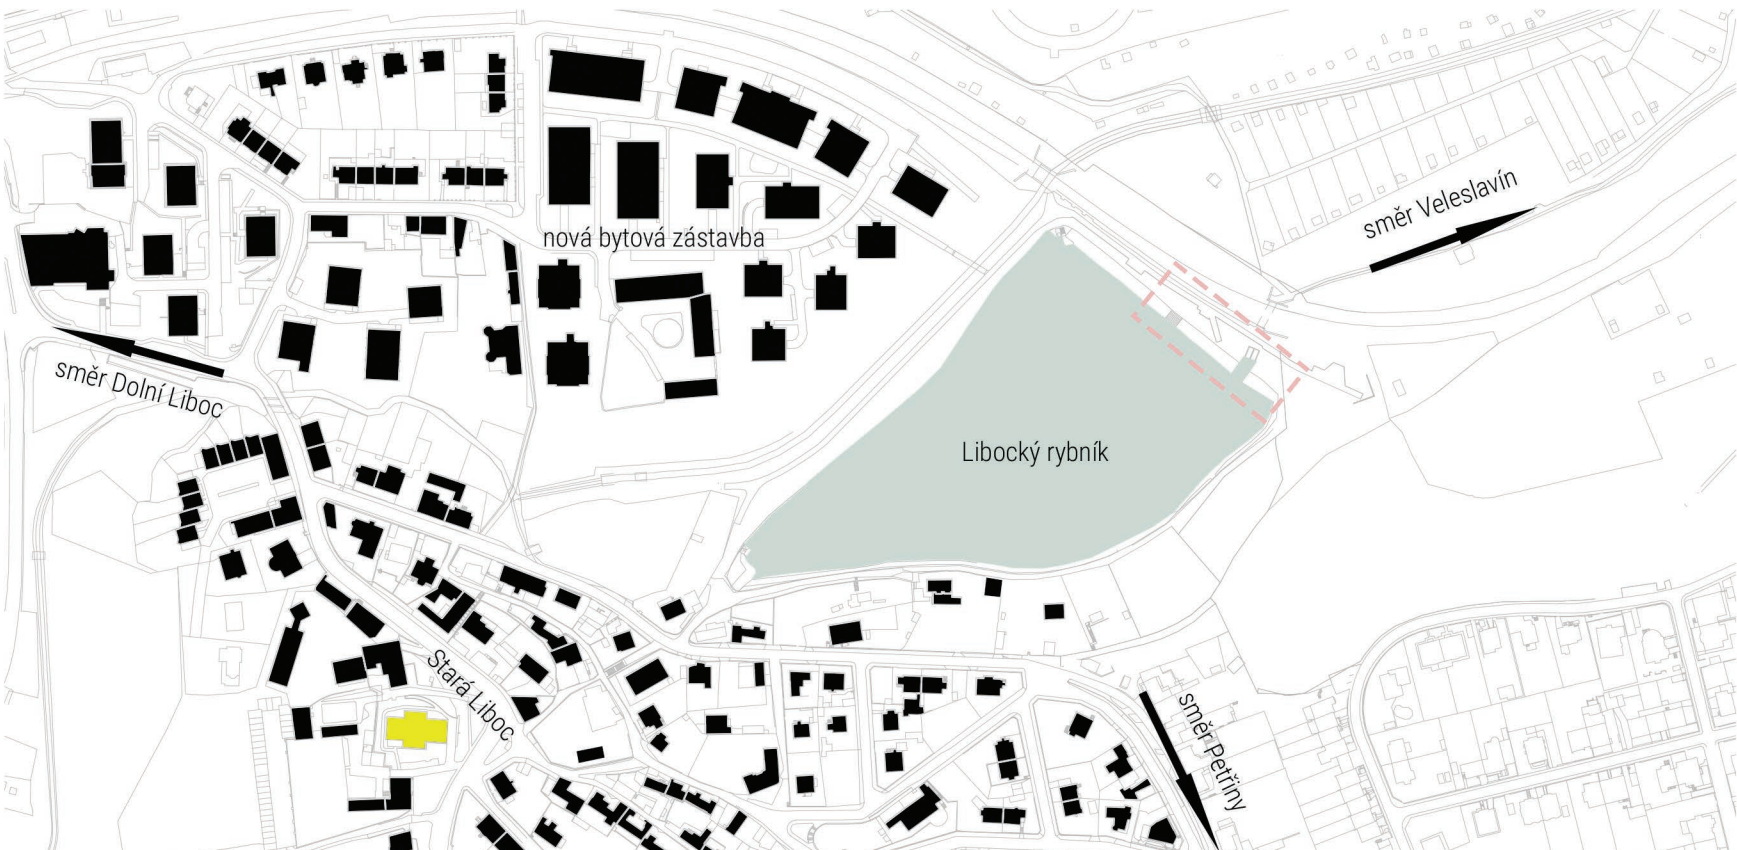 směr Veleslavín
nová bytová zástavba
směr Dolní Liboc
Libocký rybník
Stará Liboc
směr Petřiny